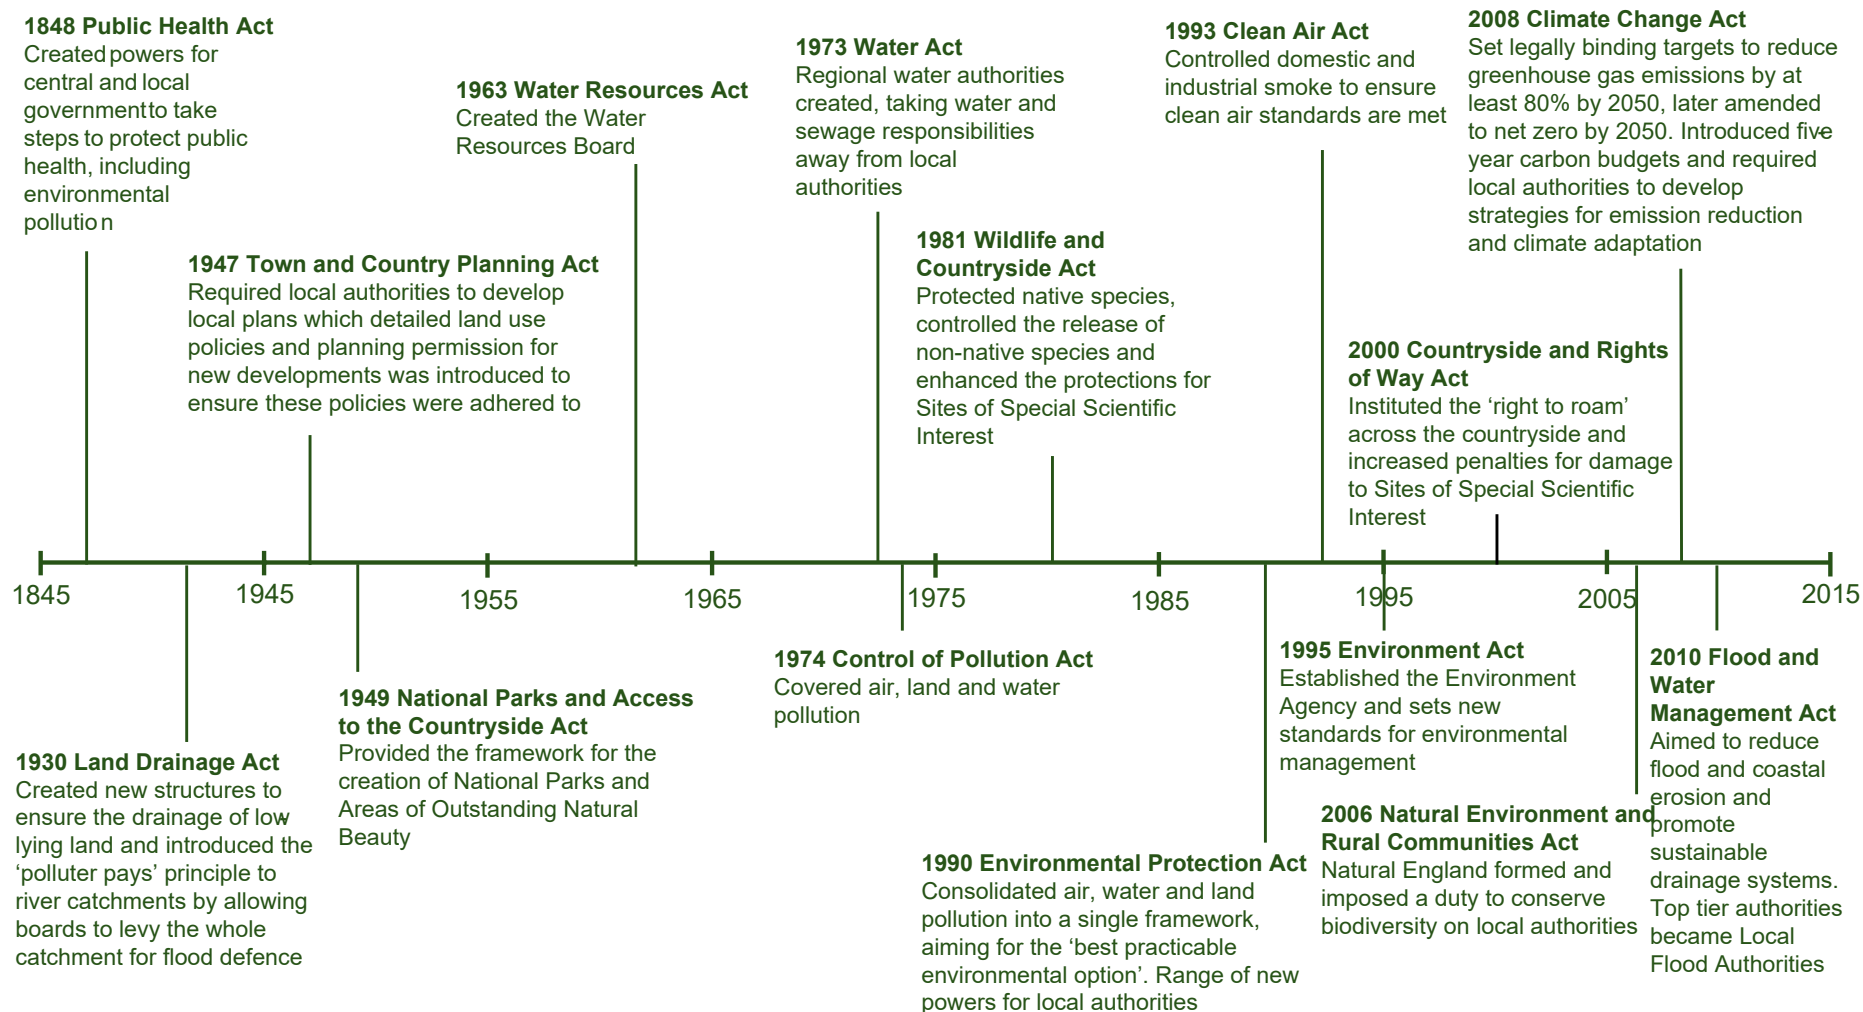 1848 Public Health Act
Created powers for
central and local
government to take
steps to protect public
health, including
environmental
pollution
1947 Town and Country Planning Act
Required local authorities to develop
local plans which detailed land use
policies and planning permission for
new developments was introduced to
ensure these policies were adhered to
1963 Water Resources Act
Created the Water
Resources Board
1973 Water Act
Regional water authorities
created, taking water and
sewage responsibilities
away from local
authorities
1981 Wildlife and
Countryside Act
Protected native species,
controlled the release of
non-native species and
enhanced the protections for
Sites of Special Scientific
Interest
1993 Clean Air Act
Controlled domestic and
industrial smoke to ensure
clean air standards are met
2000 Countryside and Rights
of Way Act
Instituted the ‘right to roam’
across the countryside and
increased penalties for damage
to Sites of Special Scientific
Interest
2008 Climate Change Act
Set legally binding targets to reduce
greenhouse gas emissions by at
least 80% by 2050, later amended
to net zero by 2050. Introduced five-
year carbon budgets and required
local authorities to develop
strategies for emission reduction
and climate adaptation
1845
1945
1955
1965
1975
1985
1995
2005
2015
1930 Land Drainage Act
Created new structures to
ensure the drainage of low-
lying land and introduced the
‘polluter pays’ principle to
river catchments by allowing
boards to levy the whole
catchment for flood defence
1949 National Parks and Access
to the Countryside Act
Provided the framework for the
creation of National Parks and
Areas of Outstanding Natural
Beauty
1974 Control of Pollution Act
Covered air, land and water
pollution
1990 Environmental Protection Act
Consolidated air, water and land
pollution into a single framework,
aiming for the ‘best practicable
environmental option’. Range of new
powers for local authorities
1995 Environment Act
Established the Environment
Agency and sets new
standards for environmental
management
2006 Natural Environment and
Rural Communities Act
Natural England formed and
imposed a duty to conserve
biodiversity on local authorities
2010 Flood and
Water
Management Act
Aimed to reduce
flood and coastal
erosion and
promote
sustainable
drainage systems.
Top tier authorities
became Local
Flood Authorities